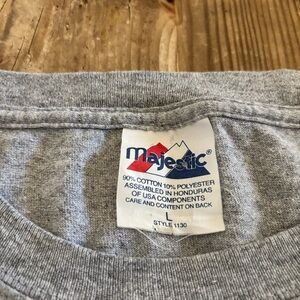 Majestic®
90% COTTON 10% POLYESTER
ASSEMBLED IN HONDURAS
OF USA COMPONENTS
CARE AND CONTENT ON BACK
L
STYLE 1130